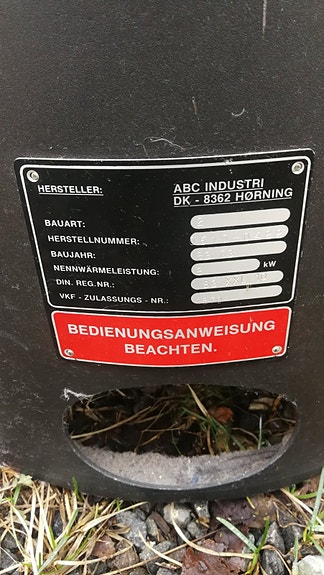 HERSTELLER: ABC INDUSTRI
DK - 8362 HØRNING
BAUART:
HERSTELLNUMMER:
BAUJAHR:
NENNWÄRMELEISTUNG: kW
DIN. REG.NR.:
VKF - ZULASSUNGS - NR.:
BEDIENUNGSANWEISUNG
BEACHTEN.